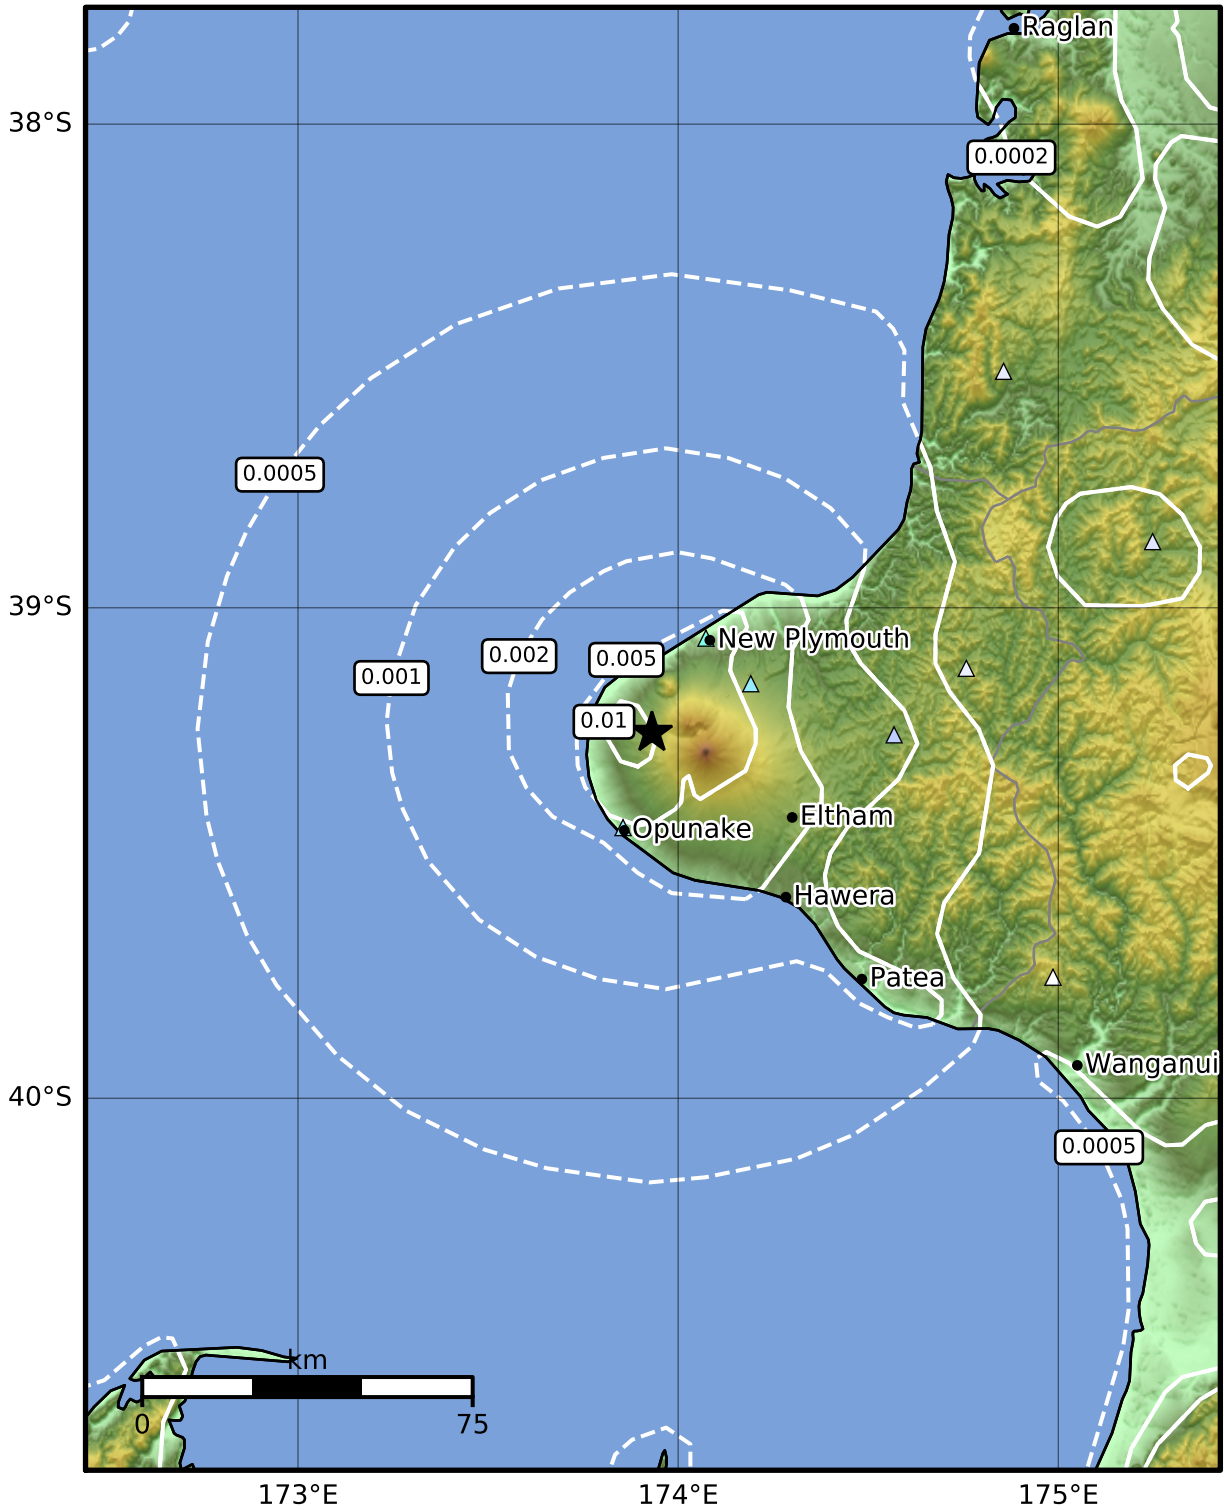 Raglan
38°S
0.0002
0.0005
39°S
New Plymouth
0.002
0.005
0.001
0.01
Eltham
Opunake
Hawera
Patea
Wanganui
40°S
0.0005
km
0
75
173°E
174°E
175°E